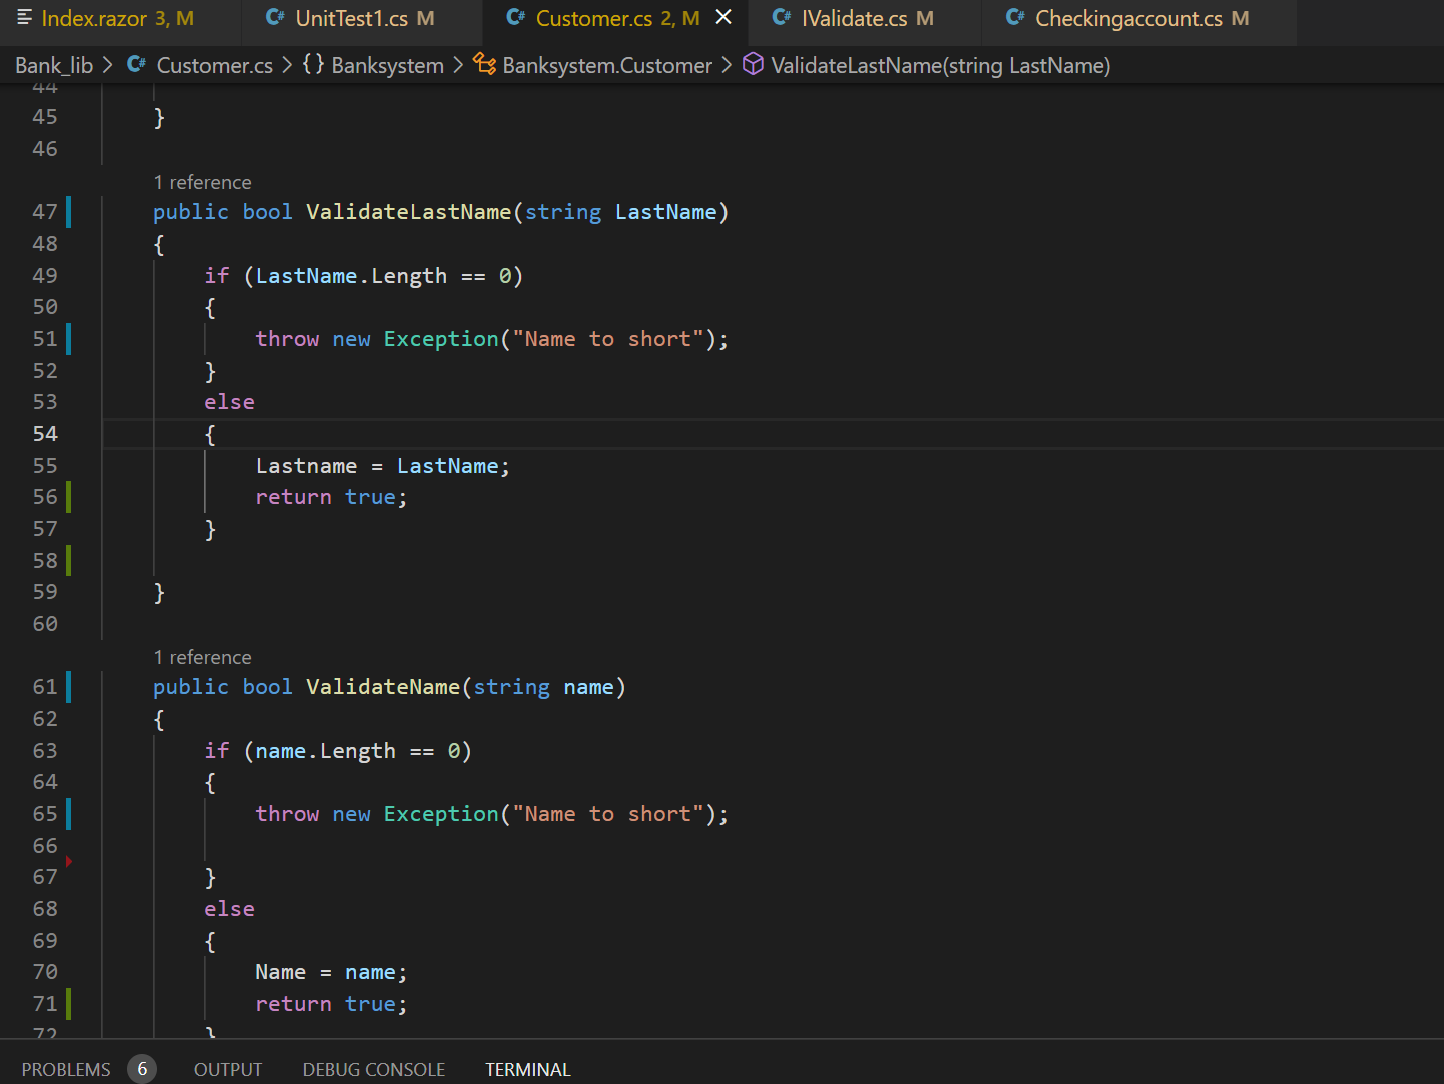 Index.razor 3, M C# UnitTest1.cs M C# Customer.cs 2, M C# IValidate.cs M C# Checkingaccount.cs M
Bank_lib > C# Customer.cs > {} Banksystem > Banksystem.Customer > ValidateLastName(string LastName)
44
45 }
46
1 reference
47 public bool ValidateLastName(string LastName)
48 {
49 if (LastName.Length == 0)
50 {
51 throw new Exception("Name to short");
52 }
53 else
54 {
55 Lastname = LastName;
56 return true;
57 }
58
59 }
60
1 reference
61 public bool ValidateName(string name)
62 {
63 if (name.Length == 0)
64 {
65 throw new Exception("Name to short");
66
67 }
68 else
69 {
70 Name = name;
71 return true;
72 }
PROBLEMS 6 OUTPUT DEBUG CONSOLE TERMINAL